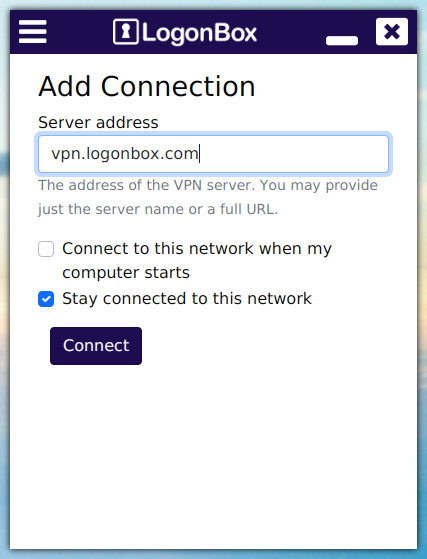 LogonBox
Add Connection
Server address
vpn.logonbox.com
The address of the VPN server. You may provide
just the server name or a full URL.
Connect to this network when my
computer starts
Stay connected to this network
Connect